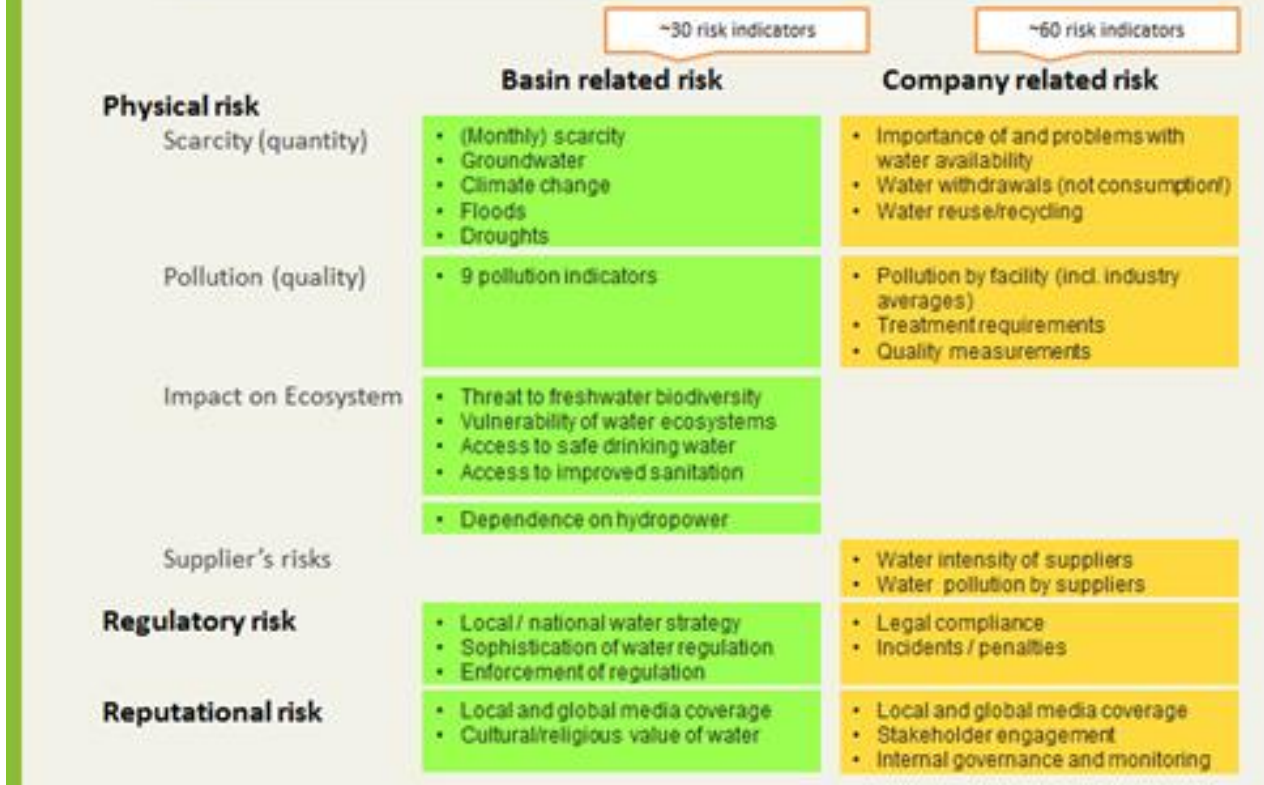 ~30 risk indicators
~60 risk indicators
Basin related risk
Company related risk
Physical risk
Scarcity (quantity)
• (Monthly) scarcity
• Groundwater
• Climate change
• Floods
• Droughts
• Importance of and problems with
water availability
• Water withdrawals (not consumption!)
• Water reuse/recycling
Pollution (quality)
• 9 pollution indicators
• Pollution by facility (incl. industry
averages)
• Treatment requirements
• Quality measurements
Impact on Ecosystem
• Threat to freshwater biodiversity
• Vulnerability of water ecosystems
• Access to safe drinking water
• Access to improved sanitation
• Dependence on hydropower
Supplier's risks
• Water intensity of suppliers
• Water pollution by suppliers
Regulatory risk
• Local / national water strategy
• Sophistication of water regulation
• Enforcement of regulation
• Legal compliance
• Incidents / penalties
Reputational risk
• Local and global media coverage
• Cultural/religious value of water
• Local and global media coverage
• Stakeholder engagement
• Internal governance and monitoring